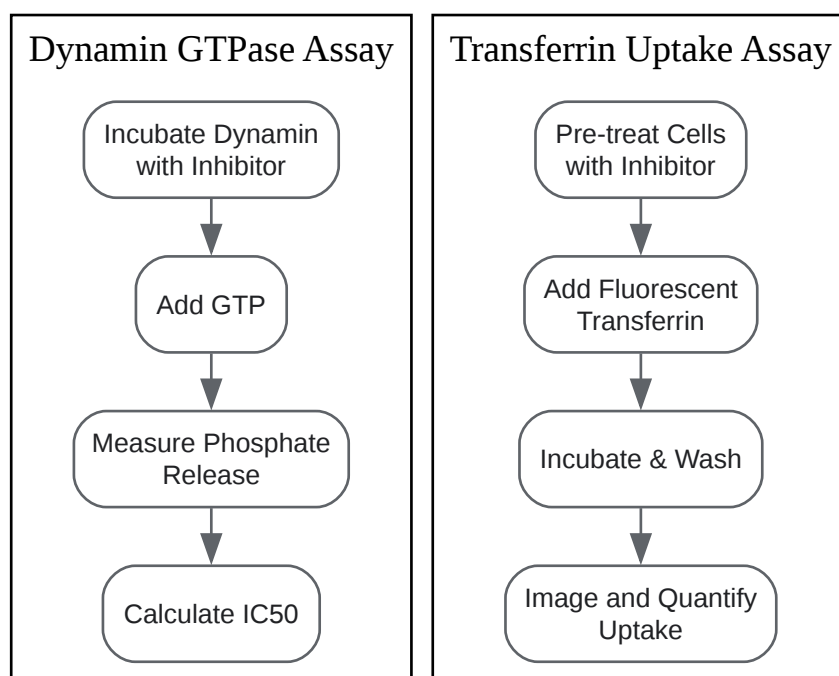 Dynamin GTPase Assay
Incubate Dynamin
with Inhibitor
Add GTP
Measure Phosphate
Release
Calculate IC50
Transferrin Uptake Assay
Pre-treat Cells
with Inhibitor
Add Fluorescent
Transferrin
Incubate & Wash
Image and Quantify
Uptake